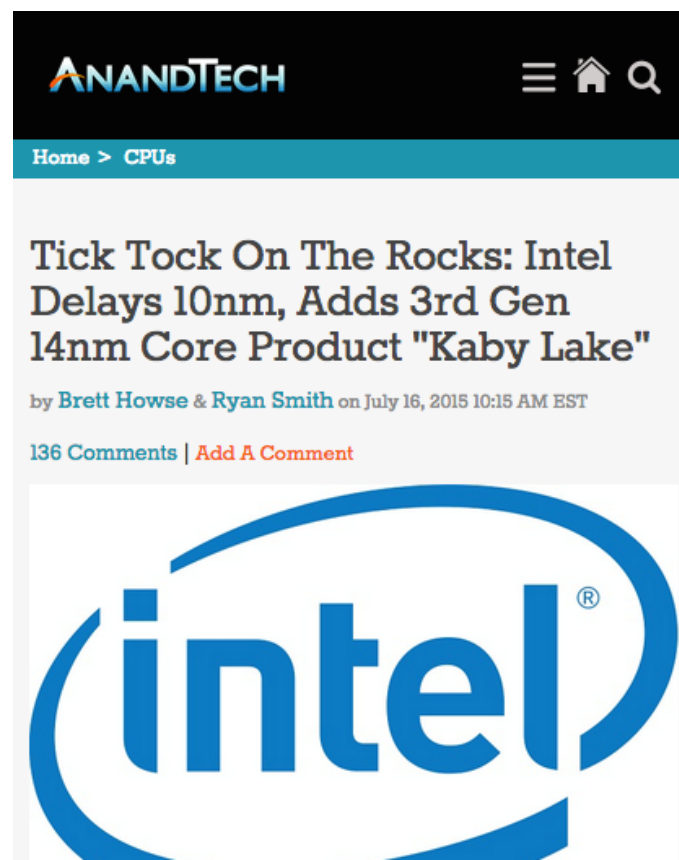 ANANDTECH
Home > CPUs
Tick Tock On The Rocks: Intel
Delays 10nm, Adds 3rd Gen
14nm Core Product "Kaby Lake"
by Brett Howse & Ryan Smith on July 16, 2015 10:15 AM EST
136 Comments | Add A Comment
intel®